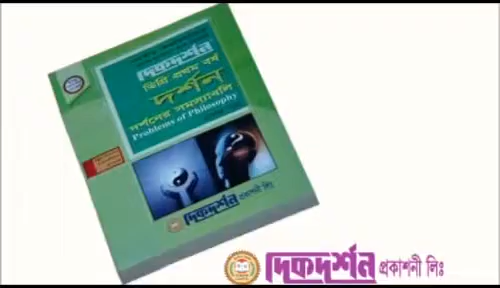 দিকদর্শন
ডিগ্রি প্রথম বর্ষ
দর্শন
দর্শনের সমস্যাবলি
Problems of Philosophy
দিকদর্শন প্রকাশনী লিঃ
দিকদর্শন প্রকাশনী লিঃ